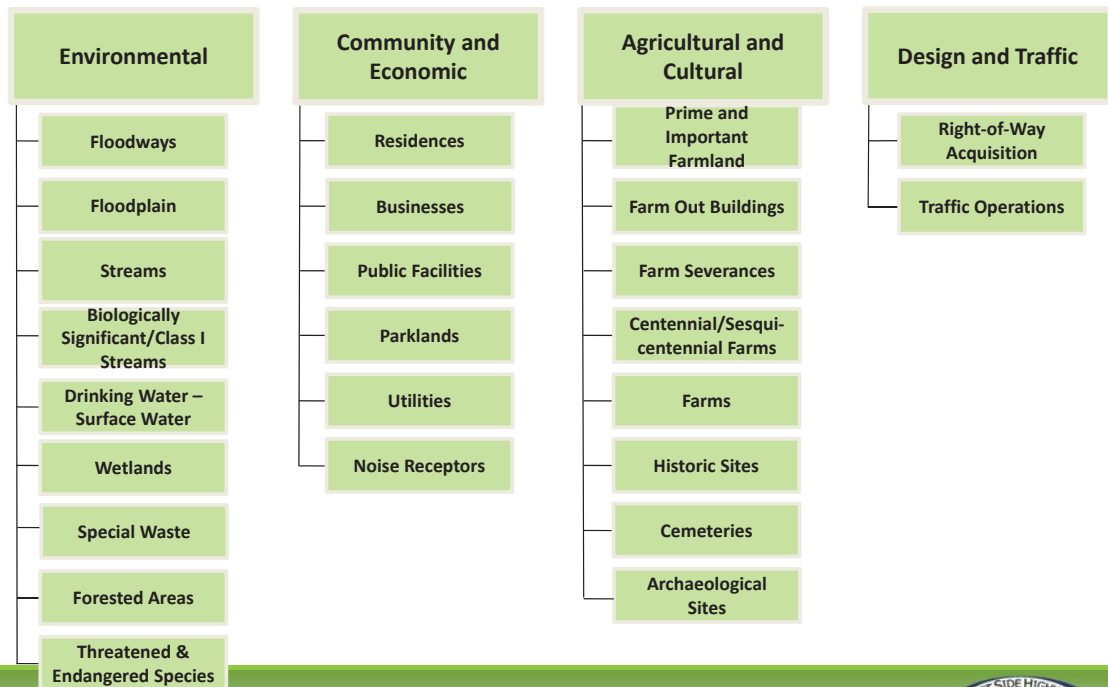 Environmental
Floodways
Floodplain
Streams
Biologically
Significant/Class I
Streams
Drinking Water –
Surface Water
Wetlands
Special Waste
Forested Areas
Threatened &
Endangered Species
Community and
Economic
Residences
Businesses
Public Facilities
Parklands
Utilities
Noise Receptors
Agricultural and
Cultural
Prime and
Important
Farmland
Farm Out Buildings
Farm Severances
Centennial/Sesqui-
centennial Farms
Farms
Historic Sites
Cemeteries
Archaeological
Sites
Design and Traffic
Right-of-Way
Acquisition
Traffic Operations
SIDE